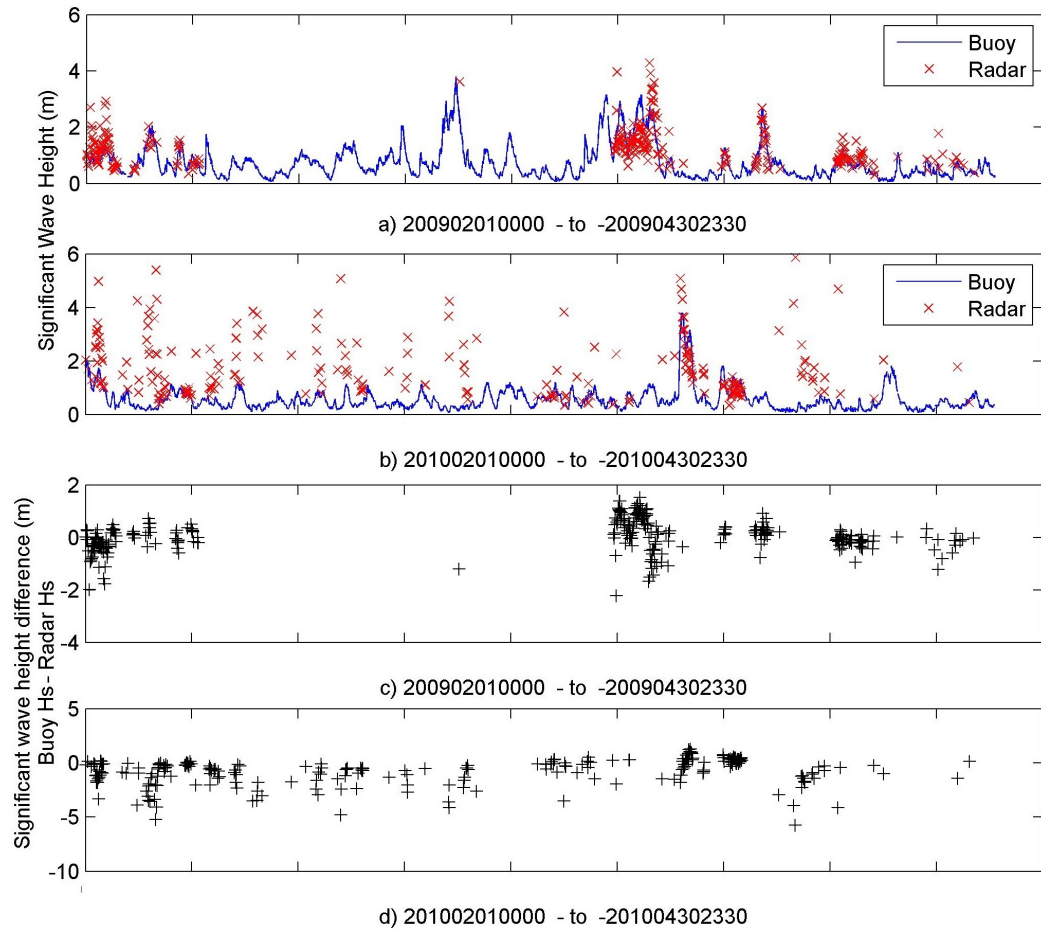 6
4
2
0
Buoy
Radar
a) 200902010000 - to -200904302330
Significant Wave Height (m)
6
4
2
0
Buoy
Radar
b) 201002010000 - to -201004302330
2
0
-2
-4
c) 200902010000 - to -200904302330
Significant wave height difference (m)
Buoy Hs - Radar Hs
5
0
-5
-10
d) 201002010000 - to -201004302330